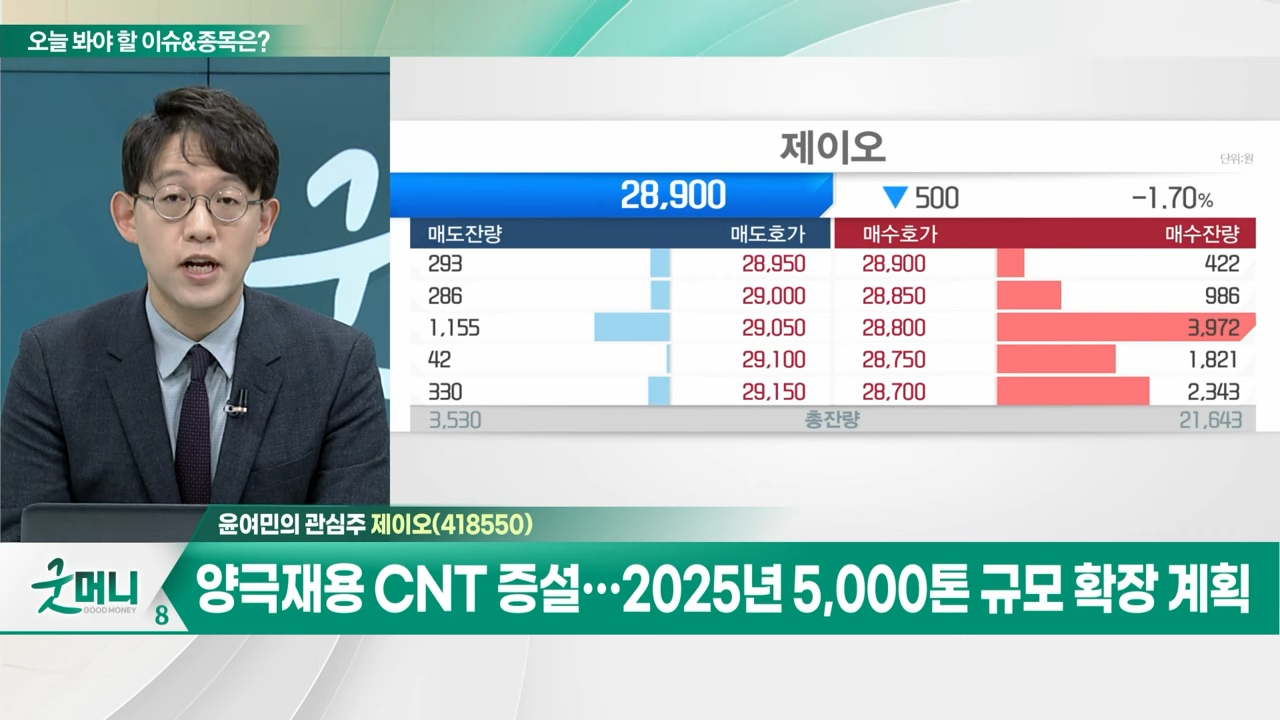 오늘 봐야 할 이슈&종목은?
제이오
단위:원
28,900 ▼ 500 -1.70%
매도잔량 매도호가 매수호가 매수잔량
293 28,950 28,900 422
286 29,000 28,850 986
1,155 29,050 28,800 3,972
42 29,100 28,750 1,821
330 29,150 28,700 2,343
3,530 총잔량 21,643
윤여민의 관심주 제이오(418550)
굿머니
GOOD MONEY
8
양극재용 CNT 증설…2025년 5,000톤 규모 확장 계획